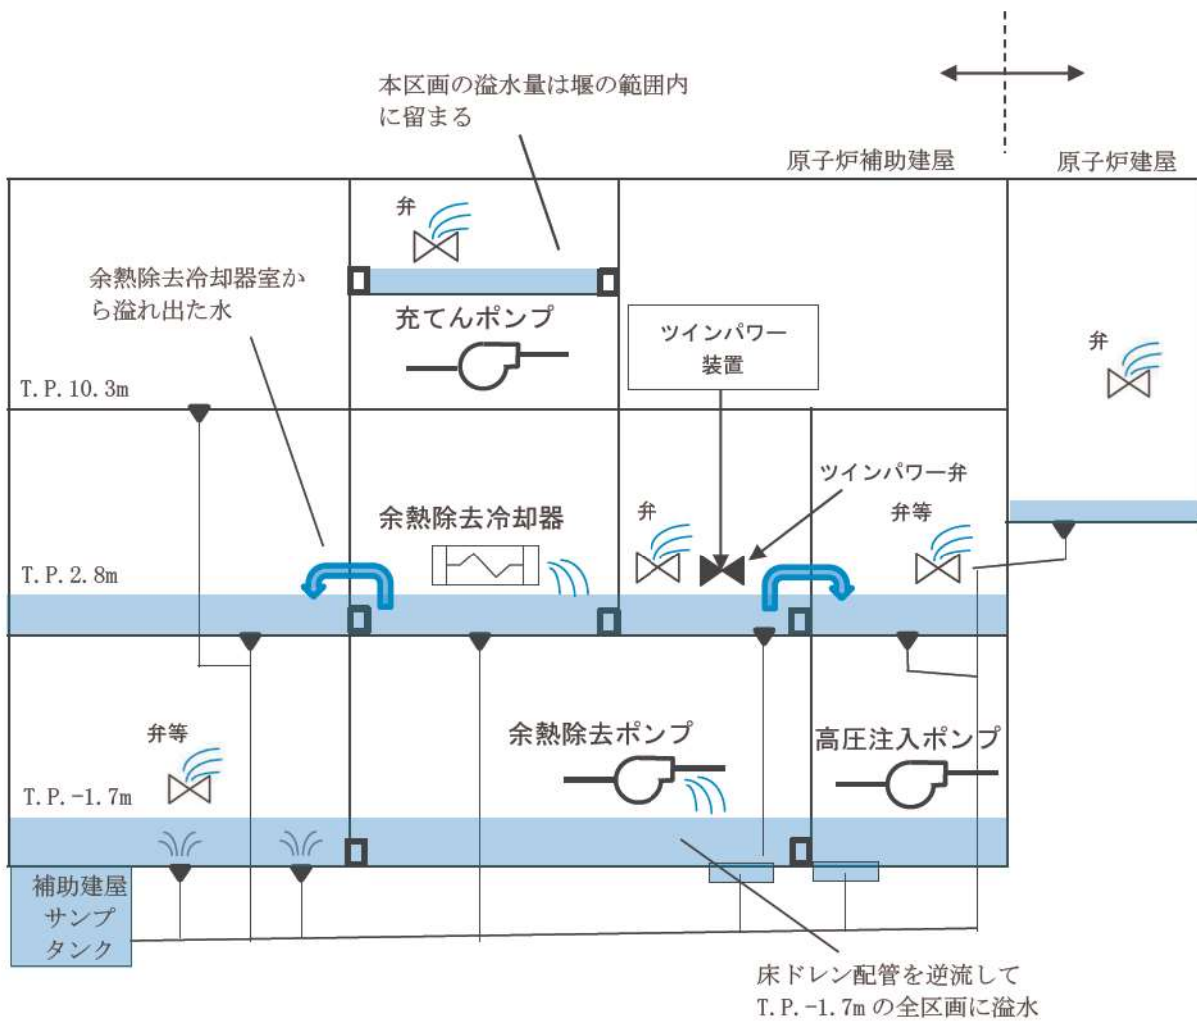 本区画の溢水量は堰の範囲内
に留まる
原子炉補助建屋
原子炉建屋
弁
余熱除去冷却器室か
ら溢れ出た水
充てんポンプ
ツインパワー
装置
弁
T.P.10.3m
ツインパワー弁
余熱除去冷却器
弁
弁等
T.P.2.8m
弁等
余熱除去ポンプ
高圧注入ポンプ
T.P.-1.7m
補助建屋
サンプ
タンク
床ドレン配管を逆流して
T.P.-1.7mの全区画に溢水